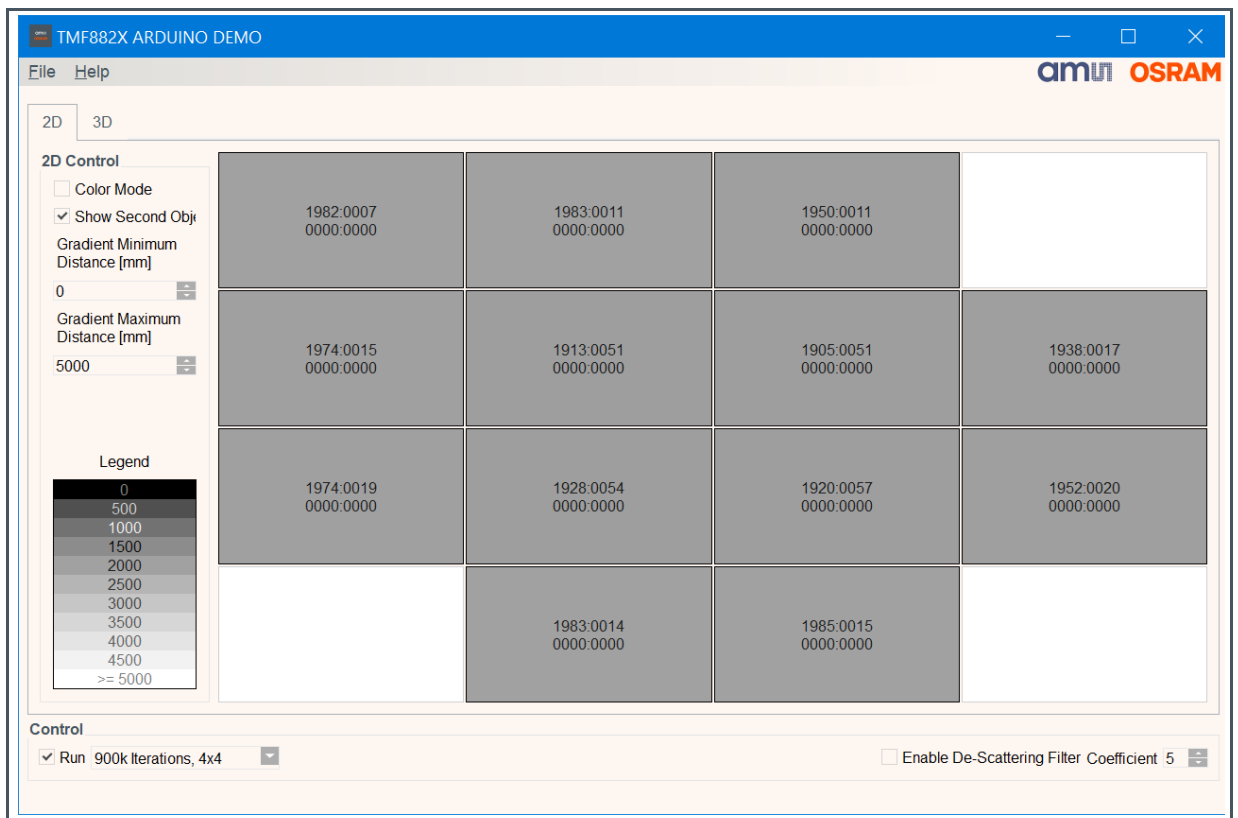 TMF882X ARDUINO DEMO
File Help
amu OSRAM
2D 3D
2D Control
Color Mode
Show Second Obj
Gradient Minimum
Distance [mm]
0
Gradient Maximum
Distance [mm]
5000
Legend
0
500
1000
1500
2000
2500
3000
3500
4000
4500
>= 5000
1982:0007 1983:0011 1950:0011
0000:0000 0000:0000 0000:0000
1974:0015 1913:0051 1905:0051 1938:0017
0000:0000 0000:0000 0000:0000 0000:0000
1974:0019 1928:0054 1920:0057 1952:0020
0000:0000 0000:0000 0000:0000 0000:0000
1983:0014 1985:0015
0000:0000 0000:0000
Control
Run 900k Iterations, 4x4 Enable De-Scattering Filter Coefficient 5